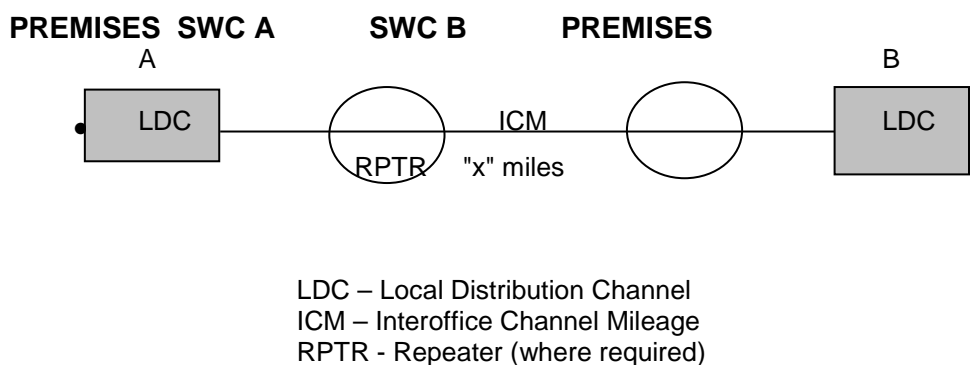 PREMISES SWC A SWC B PREMISES
A B
LDC ICM LDC
RPTR "x" miles
LDC – Local Distribution Channel
ICM – Interoffice Channel Mileage
RPTR - Repeater (where required)